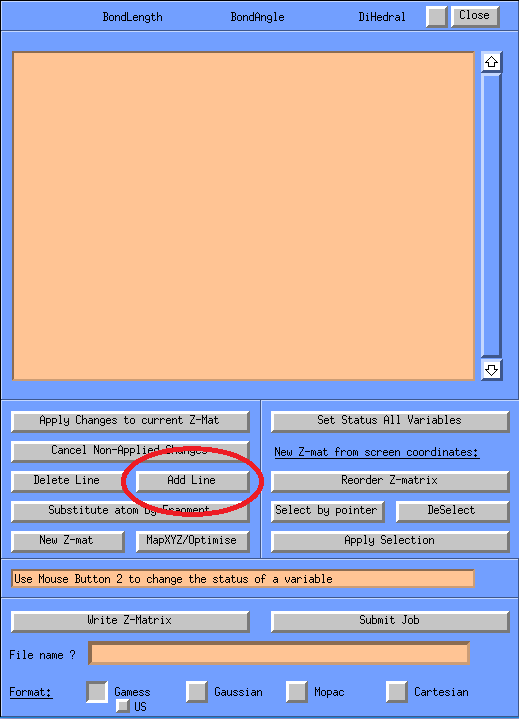 BondLength BondAngle DiHedral Close
Apply Changes to current Z-Mat Set Status All Variables
Cancel Non-Applied Changes New Z-mat from screen coordinates:
Delete Line Add Line Reorder Z-matrix
Substitute atom by Fragment Select by pointer DeSelect
New Z-mat MapXYZ/Optimise Apply Selection
Use Mouse Button 2 to change the status of a variable
Write Z-Matrix Submit Job
File name ?
Format: Gamess Gaussian Mopac Cartesian
US